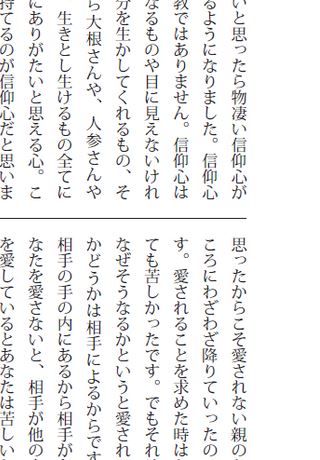 いと思ったら物凄い信仰心が
るようになりました。信仰心
教ではありません。信仰心は
なるものや目に見えないけれ
分を生かしてくれるもの、そ
ら大根さんや、人参さんや
生きとし生けるもの全てに
にありがたいと思える心。こ
持てるのが信仰心だと思いま
思ったからこそ愛されない親の
ころにわざわざ降りていったの
す。愛されることを求めた時は
ても苦しかったです。でもそれ
なぜそうなるかというと愛され
かどうかは相手によるからです
相手の手の内にあるから相手が
なたを愛さないと、相手が他の
を愛しているとあなたは苦しい